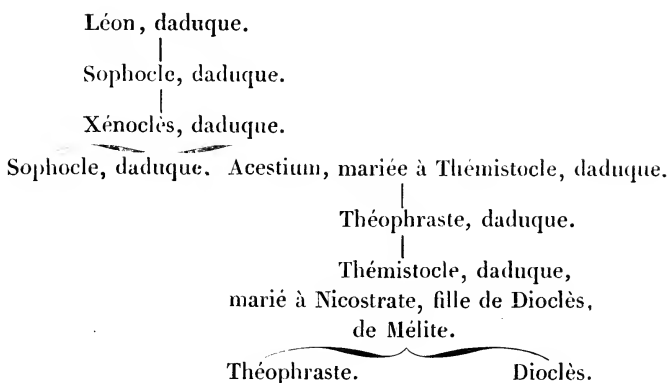 Léon, daduque.
Sophocle, daduque.
Xénoclès, daduque.
Sophocle, daduque. Acestium, mariée à Thémistocle, daduque.
Théophraste, daduque.
Thémistocle, daduque,
marié à Nicostrate, fille de Dioclès,
de Mélite.
Théophraste. Dioclès.